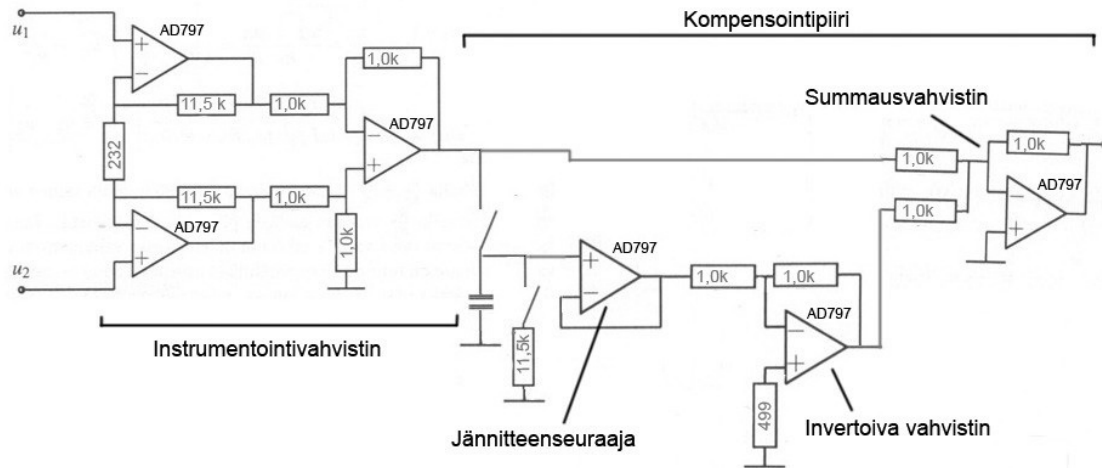 Kompensointipiiri
u1
AD797
+
−
1,0k
11,5 k
1,0k
Summausvahvistin
AD797
−
+
1,0k
1,0k
232
11,5k
1,0k
1,0k
−
+
AD797
1,0k
−
+
AD797
u2
AD797
+
−
1,0k
1,0k
Instrumentointivahvistin
11,5k
AD797
−
+
499
Jännitteenseuraaja
Invertoiva vahvistin